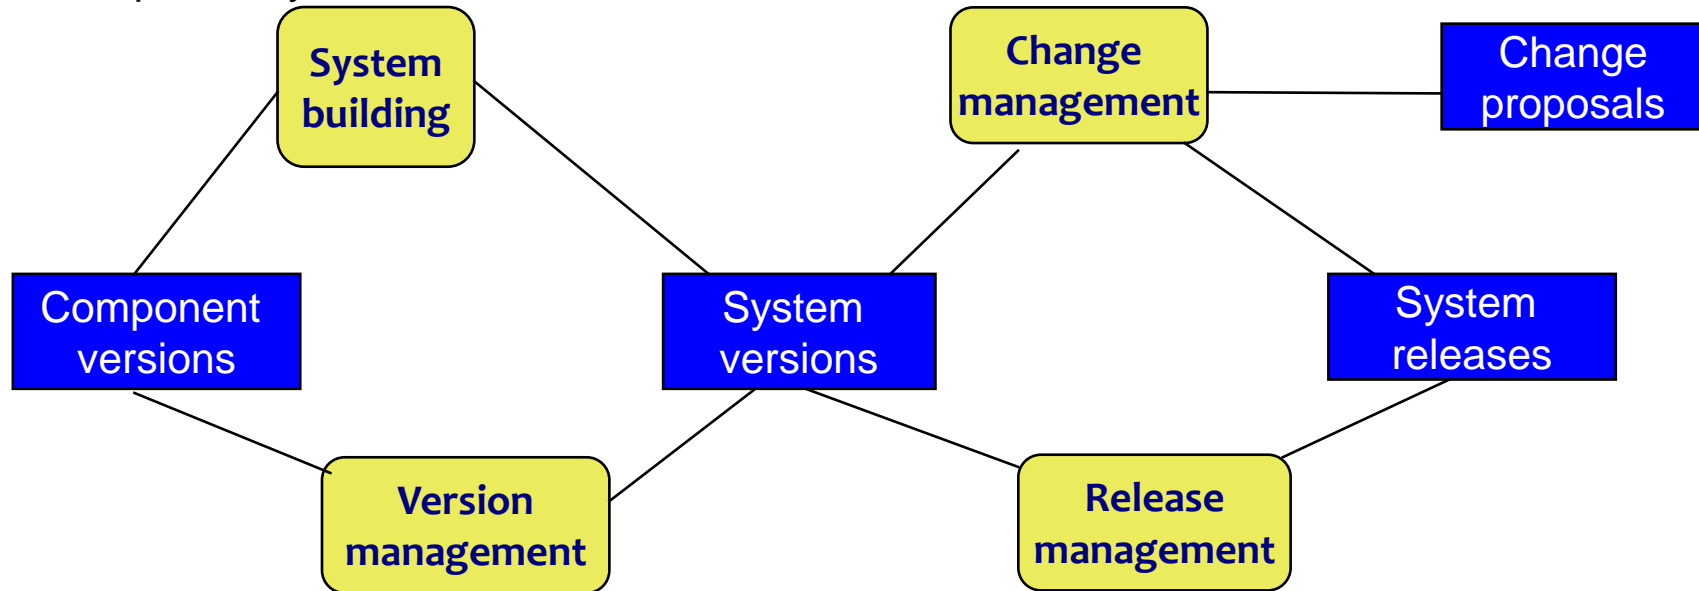 System
building
Change
management
Change
proposals
Component
versions
System
versions
System
releases
Version
management
Release
management